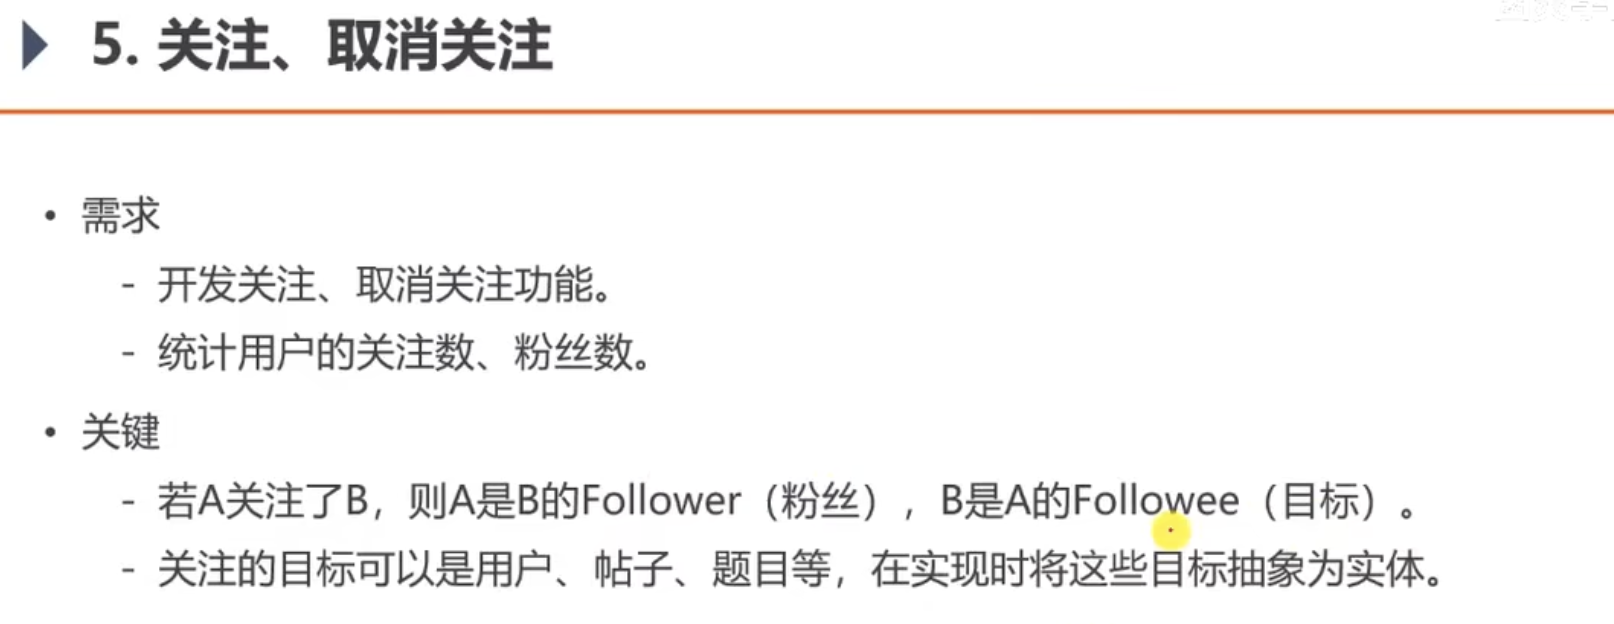 5. 关注、取消关注
• 需求
- 开发关注、取消关注功能。
- 统计用户的关注数、粉丝数。
• 关键
- 若A关注了B，则A是B的Follower（粉丝），B是A的Followee（目标）。
- 关注的目标可以是用户、帖子、题目等，在实现时将这些目标抽象为实体。